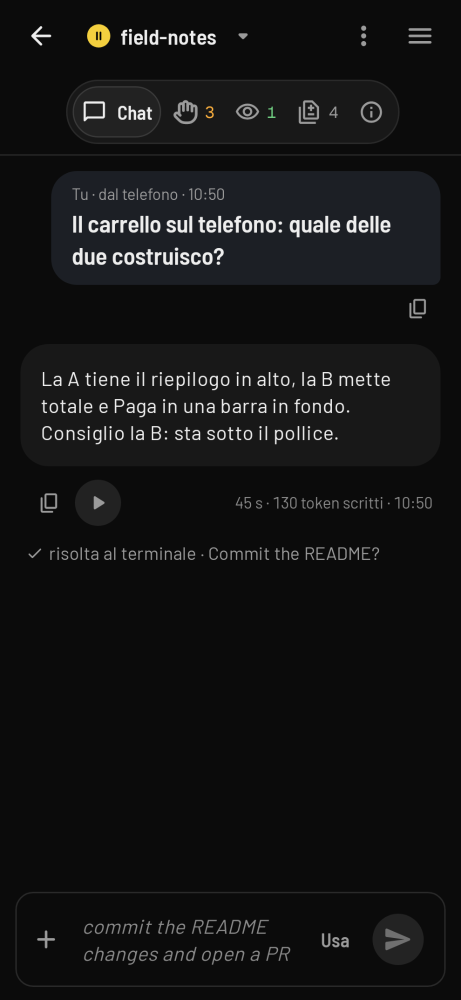 field-notes
Chat
3
1
4
Tu · dal telefono · 10:50
Il carrello sul telefono: quale delle
due costruisco?
La A tiene il riepilogo in alto, la B mette
totale e Paga in una barra in fondo.
Consiglio la B: sta sotto il pollice.
45 s · 130 token scritti · 10:50
risolta al terminale · Commit the README?
commit the README
changes and open a PR
Usa